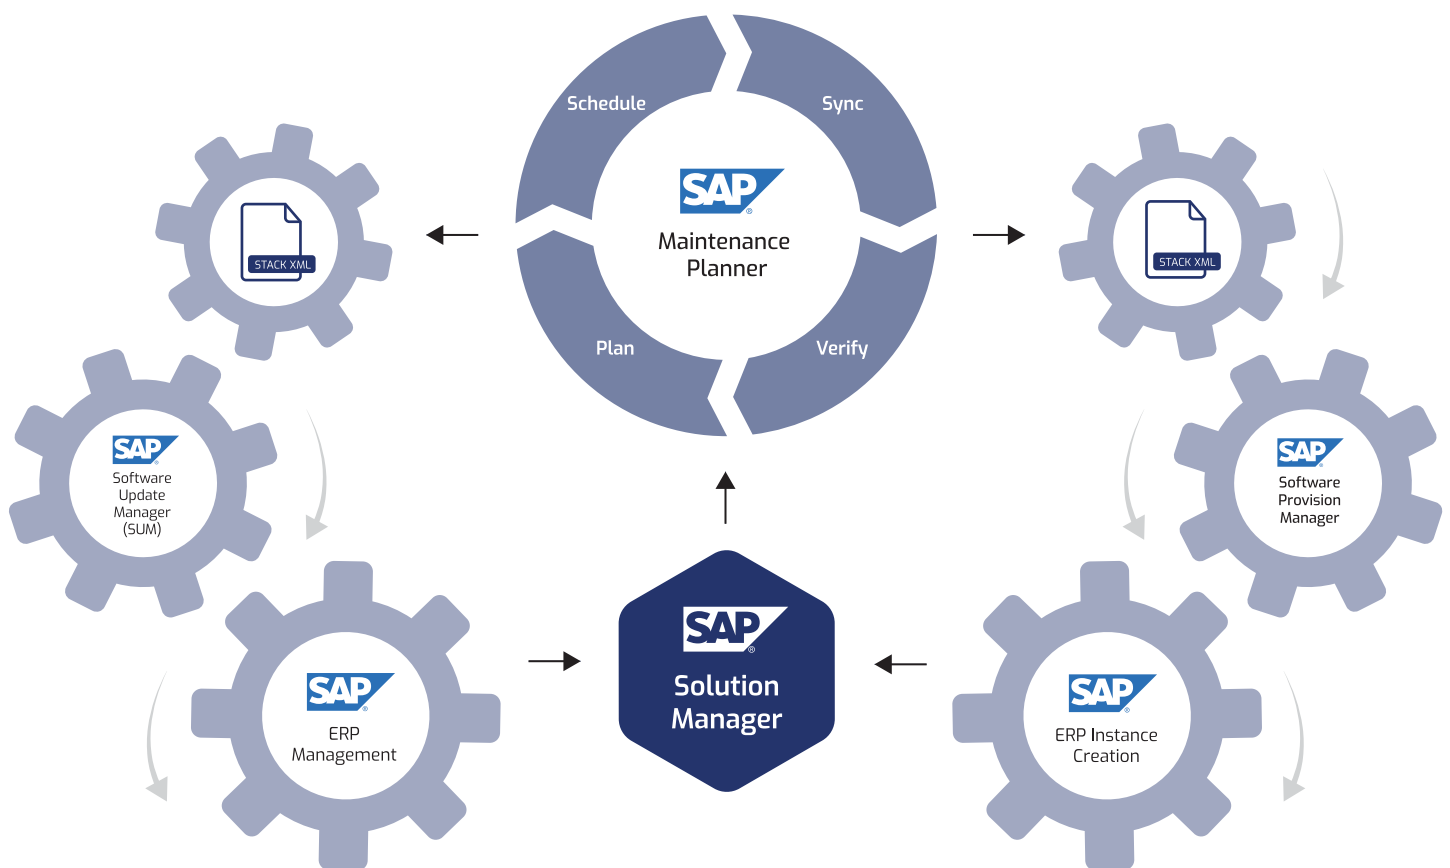 Schedule
Sync
SAP
®
Maintenance
Planner
Plan
Verify
STACK XML
STACK XML
SAP
®
Software
Update
Manager
(SUM)
SAP
®
Software
Provision
Manager
SAP
®
ERP
Management
SAP
®
Solution
Manager
SAP
®
ERP Instance
Creation